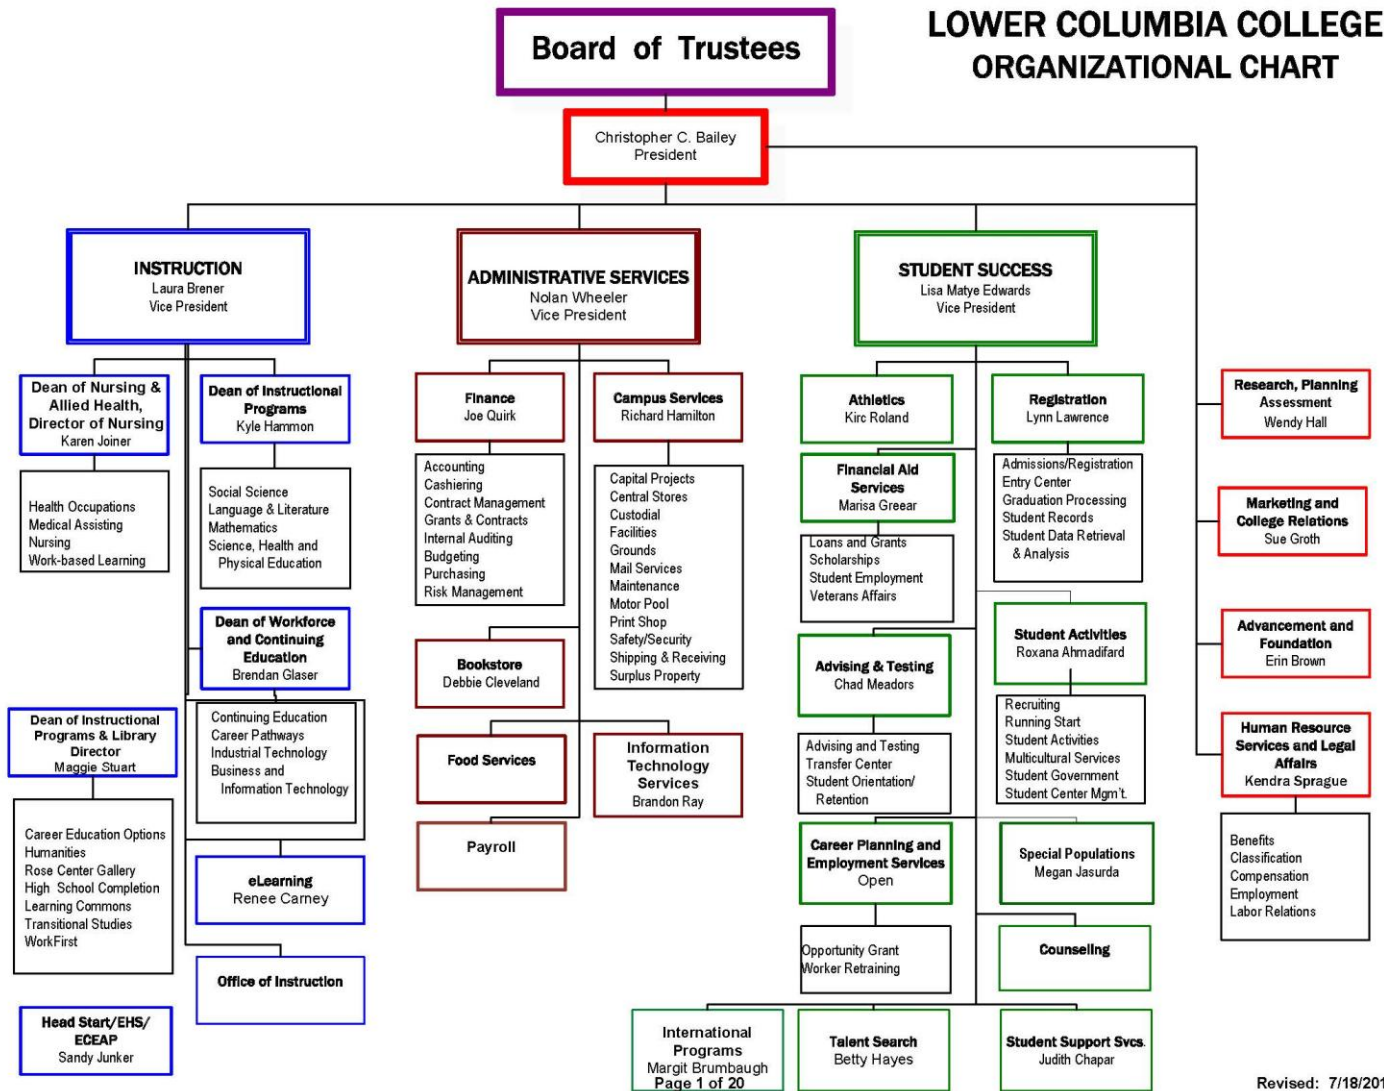 LOWER COLUMBIA COLLEGE
ORGANIZATIONAL CHART
Board of Trustees
Christopher C. Bailey
President
INSTRUCTION
Laura Brener
Vice President
ADMINISTRATIVE SERVICES
Nolan Wheeler
Vice President
STUDENT SUCCESS
Lisa Matye Edwards
Vice President
Dean of Nursing &
Allied Health,
Director of Nursing
Karen Joiner
Health Occupations
Medical Assisting
Nursing
Work-based Learning
Dean of Instructional
Programs
Kyle Hammon
Social Science
Language & Literature
Mathematics
Science, Health and
Physical Education
Dean of Workforce
and Continuing
Education
Brendan Glaser
Continuing Education
Career Pathways
Industrial Technology
Business and
Information Technology
Dean of Instructional
Programs & Library
Director
Maggie Stuart
Career Education Options
Humanities
Rose Center Gallery
High School Completion
Learning Commons
Transitional Studies
WorkFirst
eLearning
Renee Carney
Office of Instruction
Head Start/EHS/
ECEAP
Sandy Junker
Finance
Joe Quirk
Accounting
Cashiering
Contract Management
Grants & Contracts
Internal Auditing
Budgeting
Purchasing
Risk Management
Campus Services
Richard Hamilton
Capital Projects
Central Stores
Custodial
Facilities
Grounds
Mail Services
Maintenance
Motor Pool
Print Shop
Safety/Security
Shipping & Receiving
Surplus Property
Bookstore
Debbie Cleveland
Food Services
Information
Technology
Services
Brandon Ray
Payroll
Athletics
Kirc Roland
Registration
Lynn Lawrence
Admissions/Registration
Entry Center
Graduation Processing
Student Records
Student Data Retrieval
& Analysis
Financial Aid
Services
Marisa Greear
Loans and Grants
Scholarships
Student Employment
Veterans Affairs
Student Activities
Roxana Ahmadifard
Recruiting
Running Start
Student Activities
Multicultural Services
Student Government
Student Center Mgm't.
Advising & Testing
Chad Meadors
Advising and Testing
Transfer Center
Student Orientation/
Retention
Career Planning and
Employment Services
Open
Opportunity Grant
Worker Retraining
Special Populations
Megan Jasurda
Counseling
International
Programs
Margit Brumbaugh
Talent Search
Betty Hayes
Student Support Svcs.
Judith Chapar
Research, Planning
Assessment
Wendy Hall
Marketing and
College Relations
Sue Groth
Advancement and
Foundation
Erin Brown
Human Resource
Services and Legal
Affairs
Kendra Sprague
Benefits
Classification
Compensation
Employment
Labor Relations
Page 1 of 20
Revised: 7/18/201